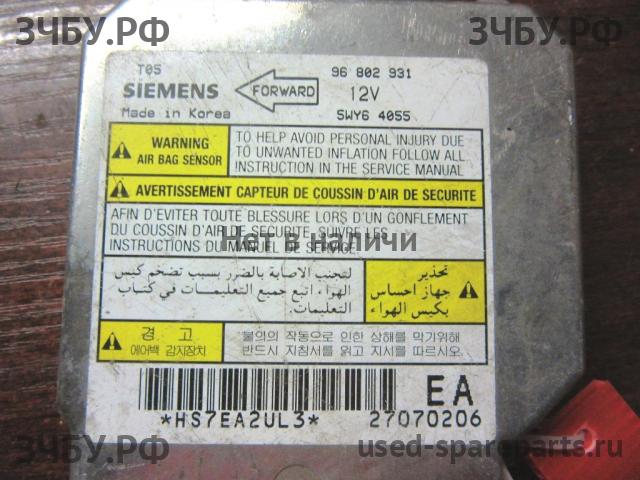 ЗЧБУ.РФ
ЗЧБУ.РФ
T05
96 802 931
SIEMENS
FORWARD
12V
Made in Korea
5WY6 4055
WARNING
AIR BAG SENSOR
TO HELP AVOID PERSONAL INJURY DUE
TO UNWANTED INFLATION FOLLOW ALL
INSTRUCTION IN THE SERVICE MANUAL
AVERTISSEMENT CAPTEUR DE COUSSIN D'AIR DE SECURITE
AFIN D'EVITER TOUTE BLESSURE LORS D'UN GONFLEMENT
DU COUSSIN D'AIR DE SECURITE, SUIVRE LES
INSTRUCTIONS DU MANUEL DE SERVICE.
Нет в наличи
لتجنب الاصابة بالضرر بسبب تضخم كيس
الهواء اتبع جميع التعليمات في كتاب
التعليمات.
تحذير
جهاز احساس
بكيس الهواء
경 고
에어백 감지장치
불의의 작동으로 인한 상해를 막기위해
반드시 지침서를 읽고 지시를 따르시오.
EA
*HS7EA2UL3*
27070206
ЗЧБУ.РФ
used-spareparts.ru